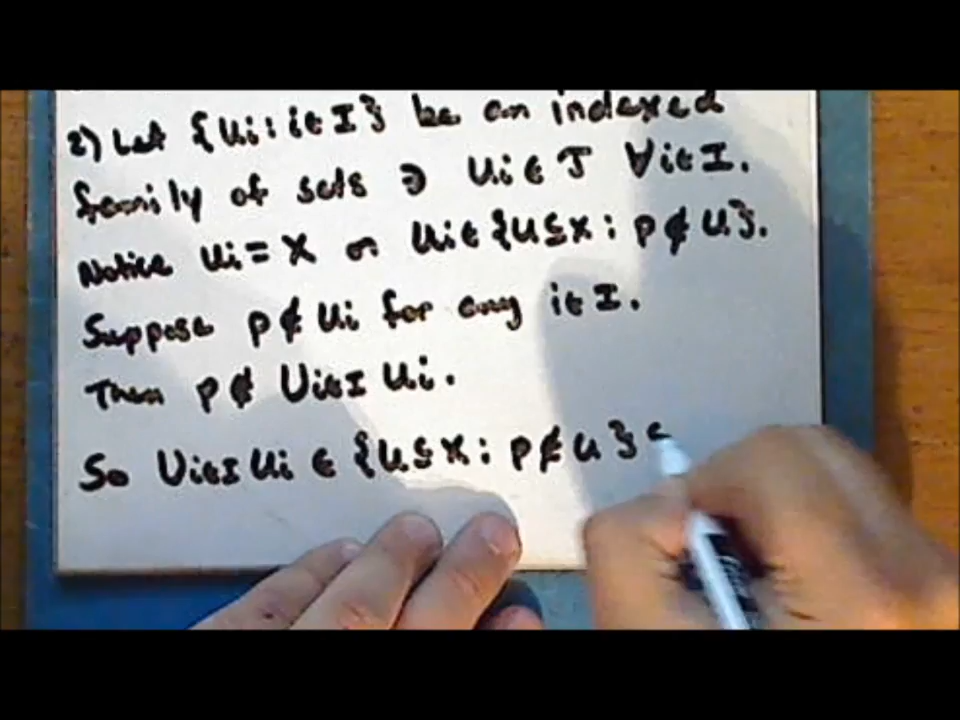 2) Let {Ui : i∈I} be an indexed
family of sets ∋ Ui ∈ J ∀i∈I.
Notice Ui = X or Ui∈{U⊆X : p∉U}.
Suppose p∉Ui for any i∈I.
Then p∉ ∪i∈I Ui.
So ∪i∈I Ui ∈ {U⊆X : p∉U}